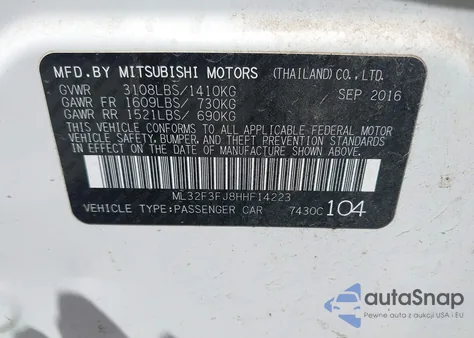 MFD.BY MITSUBISHI MOTORS (THAILAND) CO., LTD.
GVWR 3108LBS/1410KG SEP 2016
GAWR FR 1609LBS/ 730KG
GAWR RR 1521LBS/ 690KG
THIS VEHICLE CONFORMS TO ALL APPLICABLE FEDERAL MOTOR
VEHICLE SAFETY, BUMPER, AND THEFT PREVENTION STANDARDS
IN EFFECT ON THE DATE OF MANUFACTURE SHOWN ABOVE.
ML32F3FJ8HHF14223
VEHICLE TYPE:PASSENGER CAR 7430C 104
autoSnap
Pewne auto używane z USA i EU